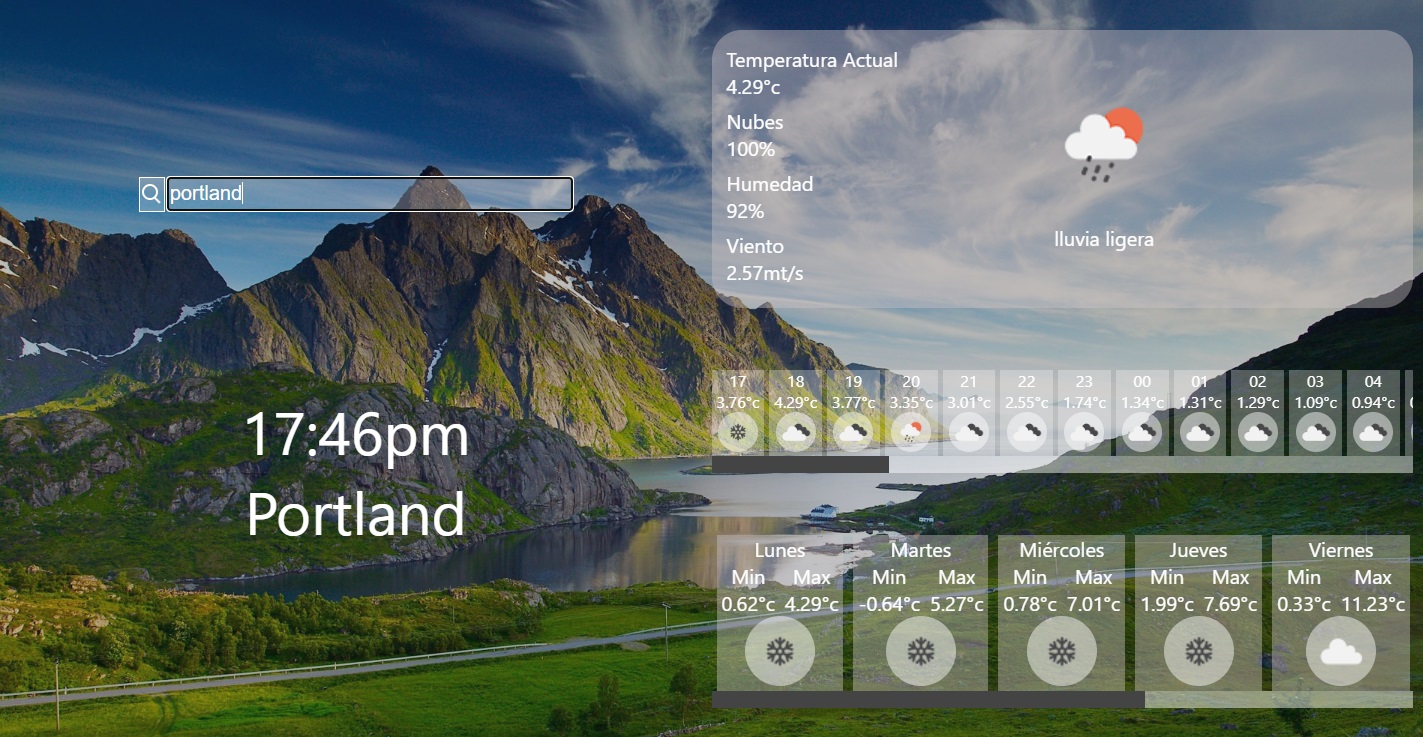 portland
17:46pm
Portland
Temperatura Actual
4.29°c
Nubes
100%
Humedad
92%
Viento
2.57mt/s
lluvia ligera
17 18 19 20 21 22 23 00 01 02 03 04
3.76°c 4.29°c 3.77°c 3.35°c 3.01°c 2.55°c 1.74°c 1.34°c 1.31°c 1.29°c 1.09°c 0.94°c
Lunes Martes Miércoles Jueves Viernes
Min Max Min Max Min Max Min Max Min Max
0.62°c 4.29°c -0.64°c 5.27°c 0.78°c 7.01°c 1.99°c 7.69°c 0.33°c 11.23°c